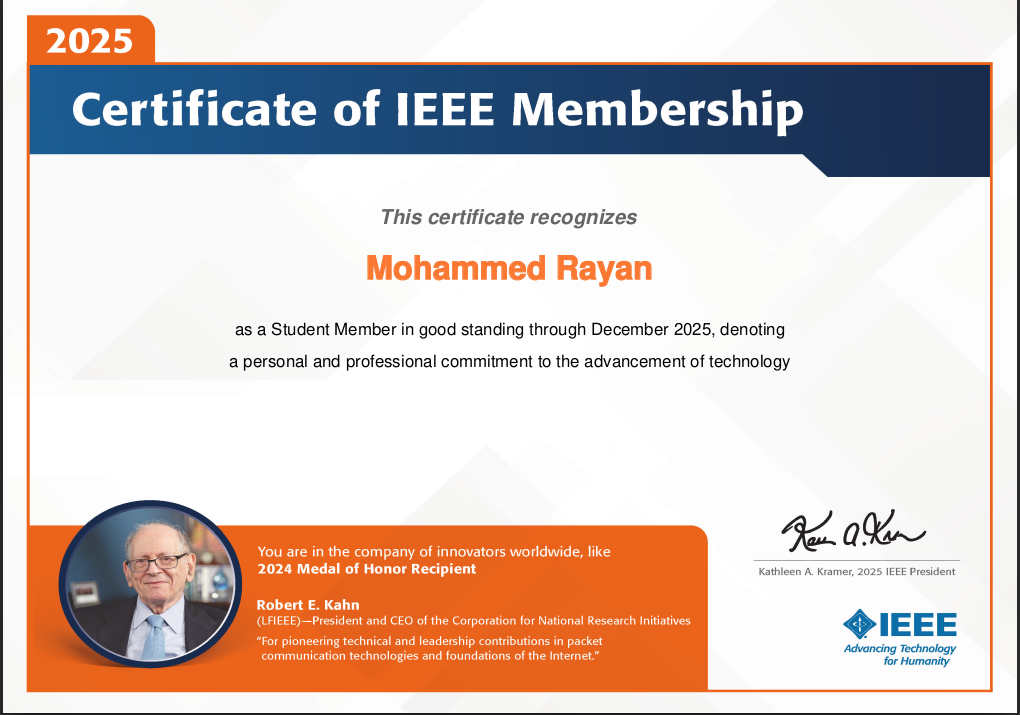 2025
Certificate of IEEE Membership
This certificate recognizes
Mohammed Rayan
as a Student Member in good standing through December 2025, denoting
a personal and professional commitment to the advancement of technology
You are in the company of innovators worldwide, like
2024 Medal of Honor Recipient
Robert E. Kahn
(LFIEEE)—President and CEO of the Corporation for National Research Initiatives
“For pioneering technical and leadership contributions in packet
communication technologies and foundations of the Internet.”
Kathleen A. Kramer, 2025 IEEE President
IEEE
Advancing Technology
for Humanity